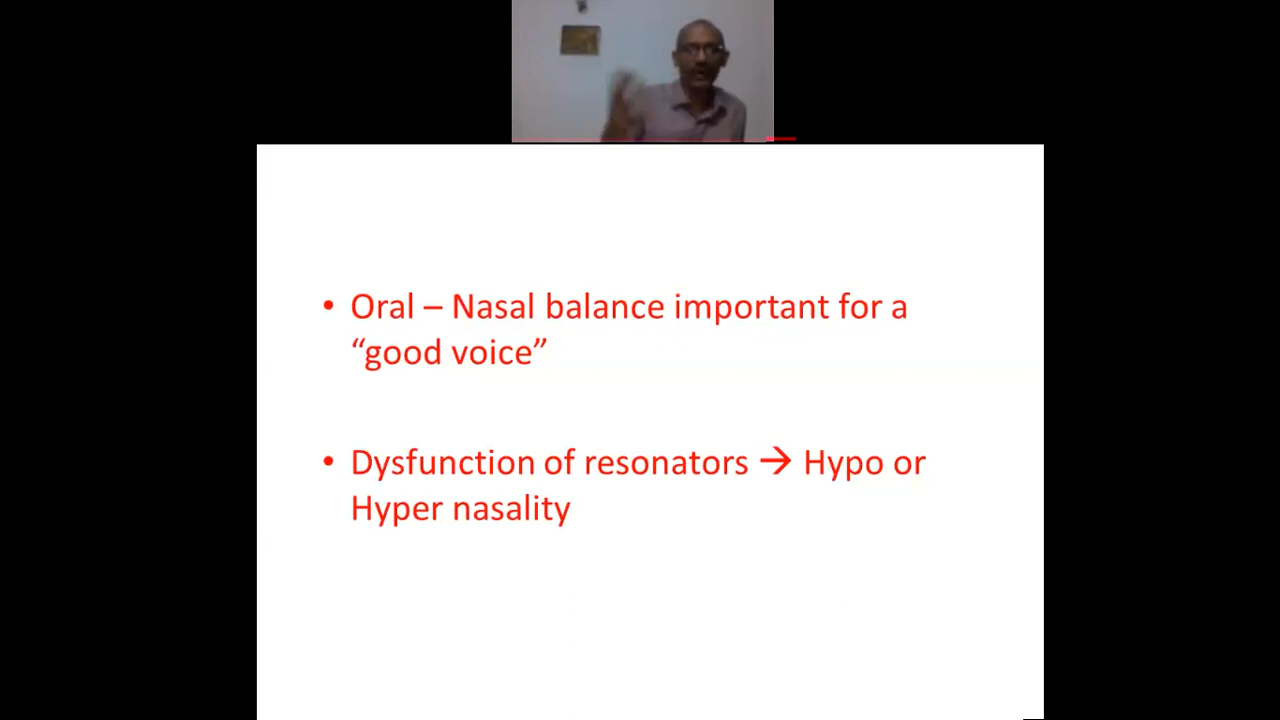 • Oral – Nasal balance important for a
“good voice”
• Dysfunction of resonators → Hypo or
Hyper nasality